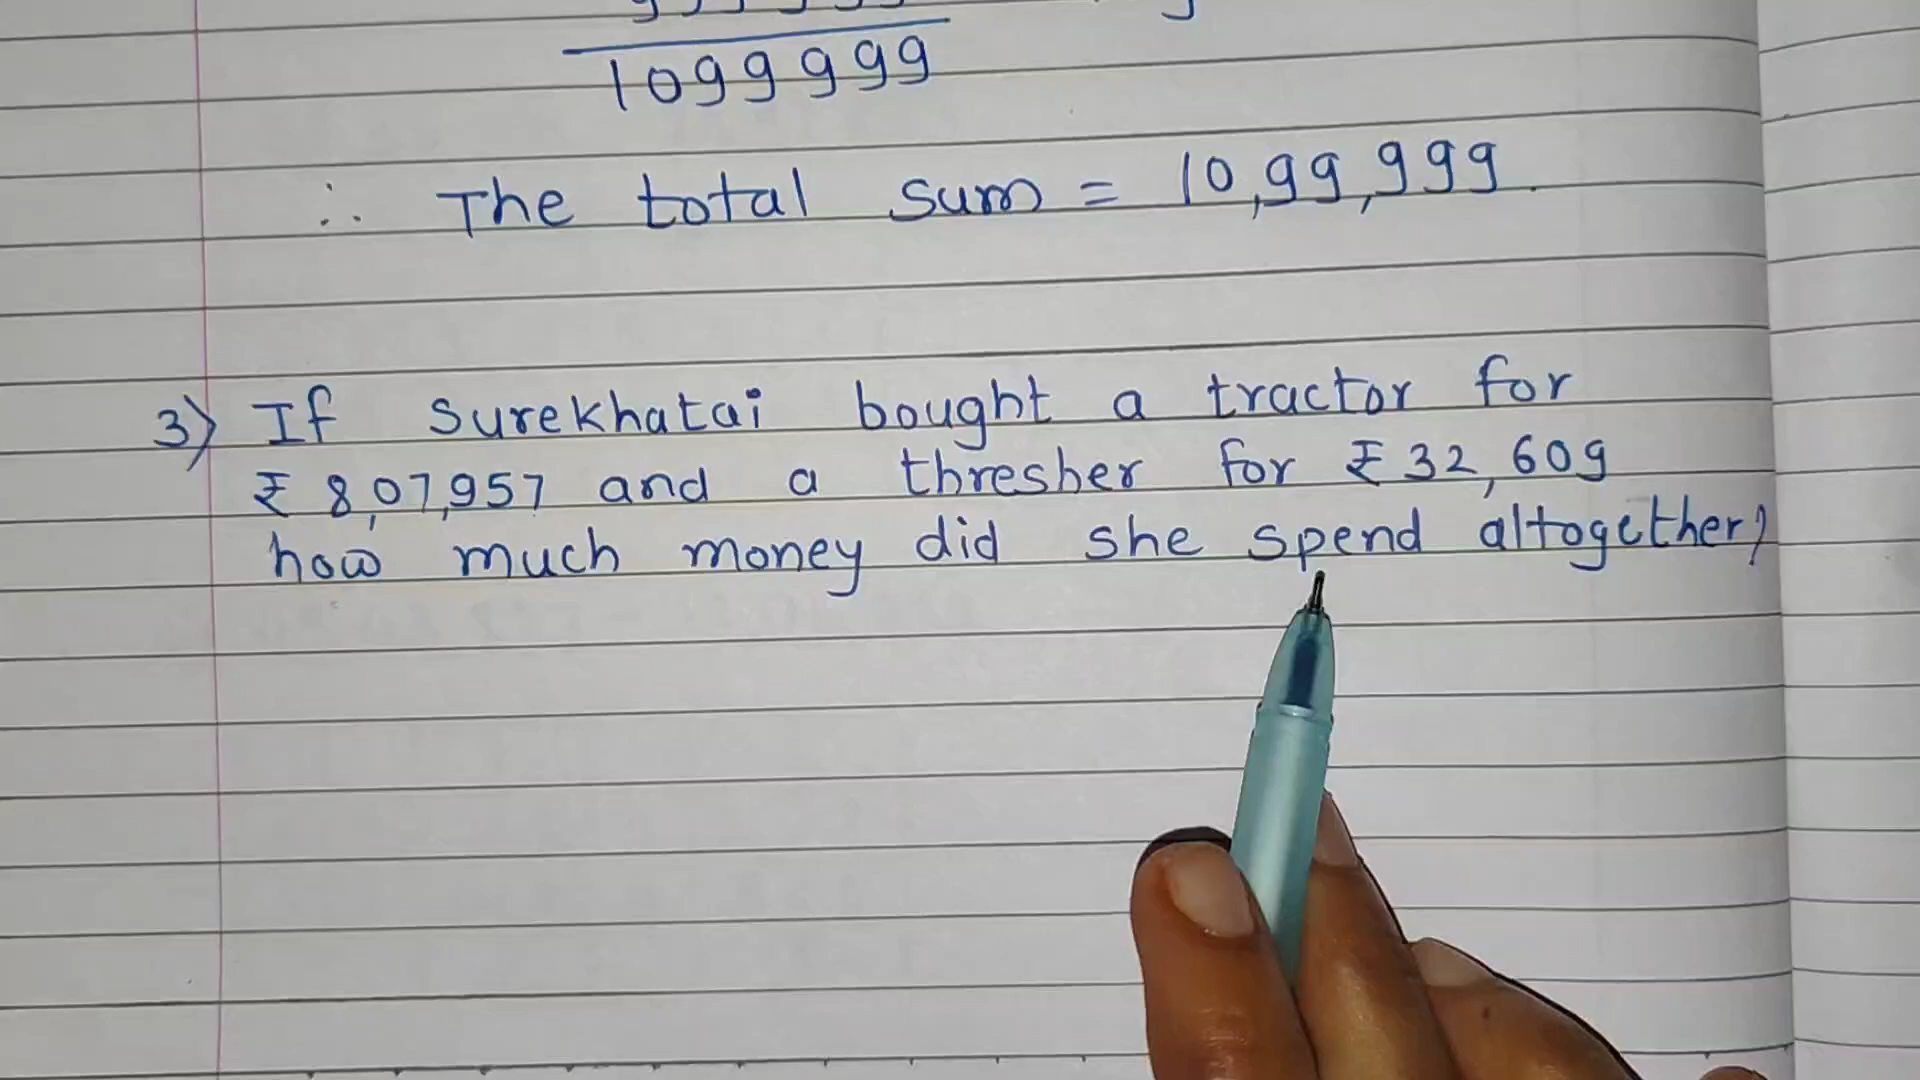 1099999
∴ The total sum = 10,99,999.
3) If Surekhatai bought a tractor for
₹ 8,07,957 and a thresher for ₹ 32,609
how much money did she spend altogether?